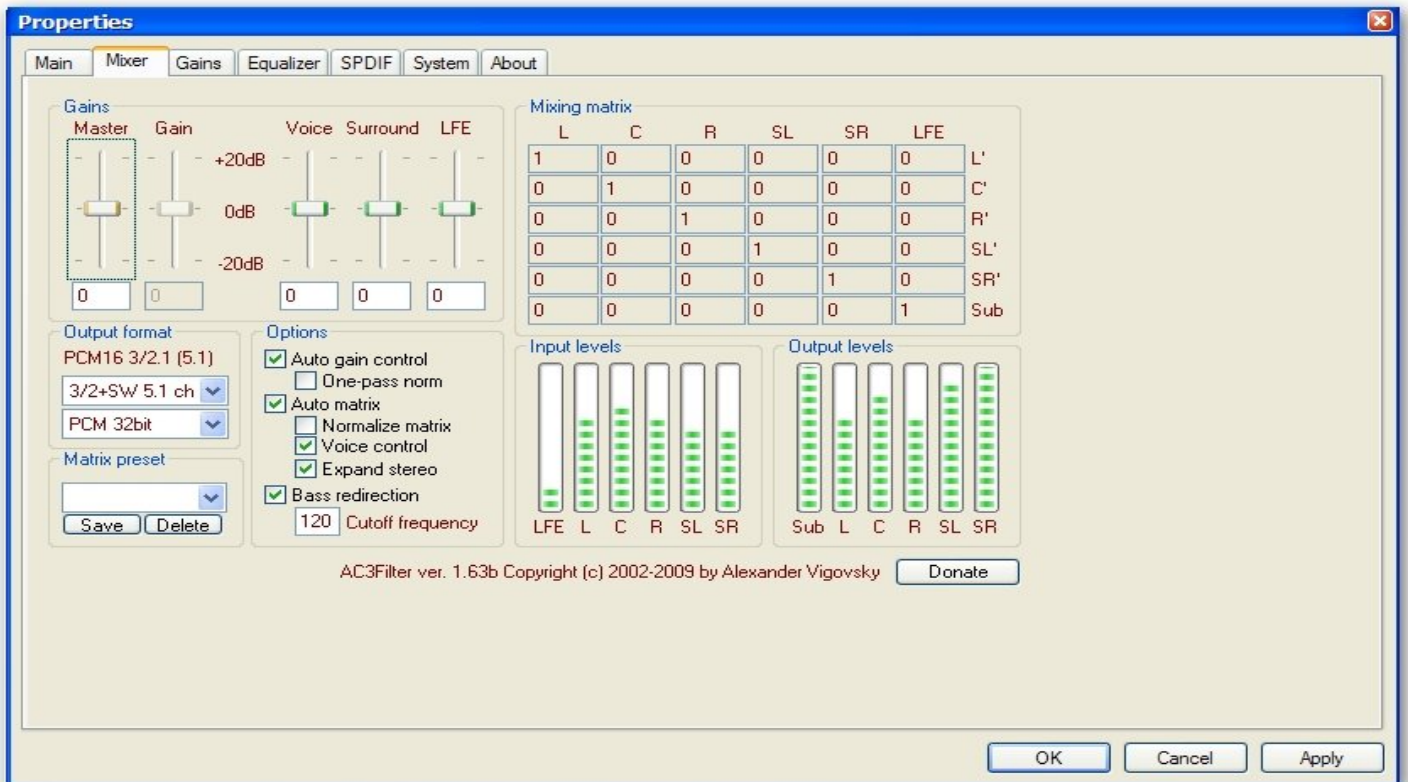 Properties
Main Mixer Gains Equalizer SPDIF System About
Gains
Master Gain Voice Surround LFE
+20dB
0dB
-20dB
0 0 0 0 0
Mixing matrix
L C R SL SR LFE
1 0 0 0 0 0 L'
0 1 0 0 0 0 C'
0 0 1 0 0 0 R'
0 0 0 1 0 0 SL'
0 0 0 0 1 0 SR'
0 0 0 0 0 1 Sub
Output format
PCM16 3/2.1 (5.1)
3/2+SW 5.1 ch
PCM 32bit
Matrix preset
Save Delete
Options
Auto gain control
One-pass norm
Auto matrix
Normalize matrix
Voice control
Expand stereo
Bass redirection
120 Cutoff frequency
Input levels
LFE L C R SL SR
Output levels
Sub L C R SL SR
AC3Filter ver. 1.63b Copyright (c) 2002-2009 by Alexander Vigovsky Donate
OK Cancel Apply